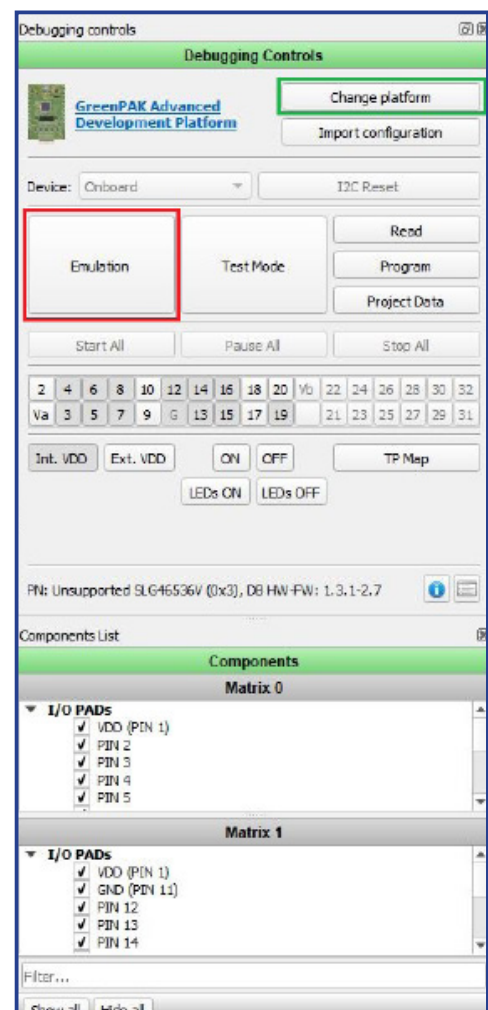 Debugging controls
Debugging Controls
GreenPAK Advanced
Development Platform
Change platform
Import configuration
Device: Onboard
I2C Reset
Emulation
Test Mode
Read
Program
Project Data
Start All
Pause All
Stop All
2 4 6 8 10 12 14 16 18 20 Vb 22 24 26 28 30 32
Va 3 5 7 9 G 13 15 17 19 21 23 25 27 29 31
Int. VDD
Ext. VDD
ON
OFF
TP Map
LEDs ON
LEDs OFF
PN: Unsupported SLG46536V (0x3), DB HW-FW: 1.3.1-2.7
Components List
Components
Matrix 0
I/O PADs
VDD (PIN 1)
PIN 2
PIN 3
PIN 4
PIN 5
Matrix 1
I/O PADs
VDD (PIN 1)
GND (PIN 11)
PIN 12
PIN 13
PIN 14
Filter...
Show all
Hide all